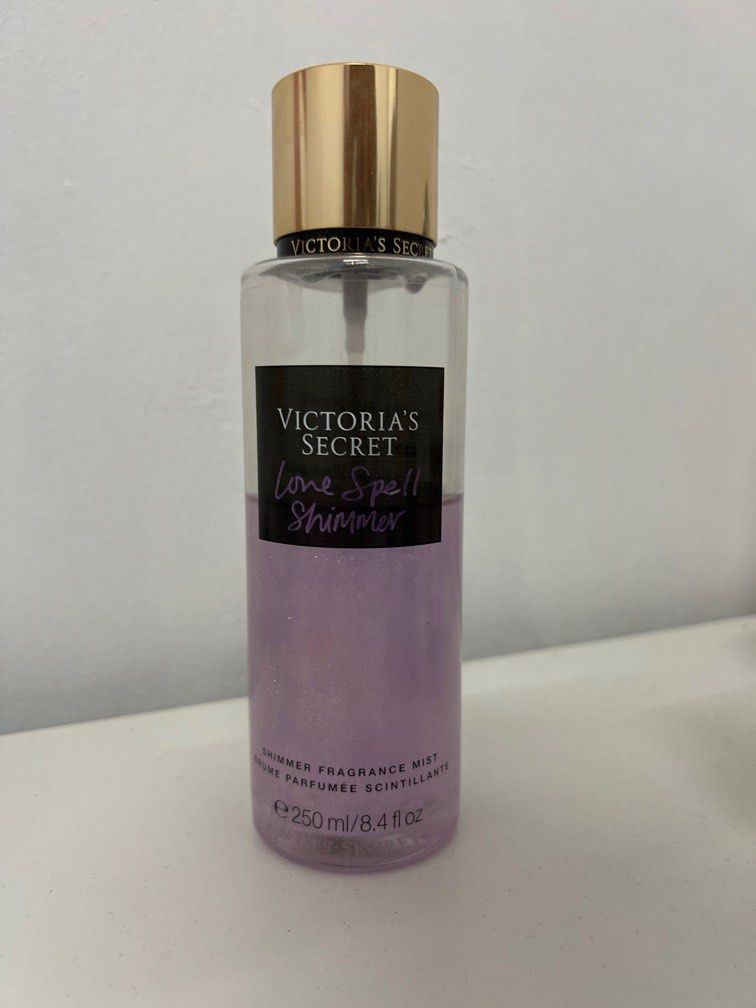 VICTORIA'S SECRET
VICTORIA'S
SECRET
Love Spell
Shimmer
SHIMMER FRAGRANCE MIST
BRUME PARFUMÉE SCINTILLANTE
℮ 250 ml/8.4 fl oz